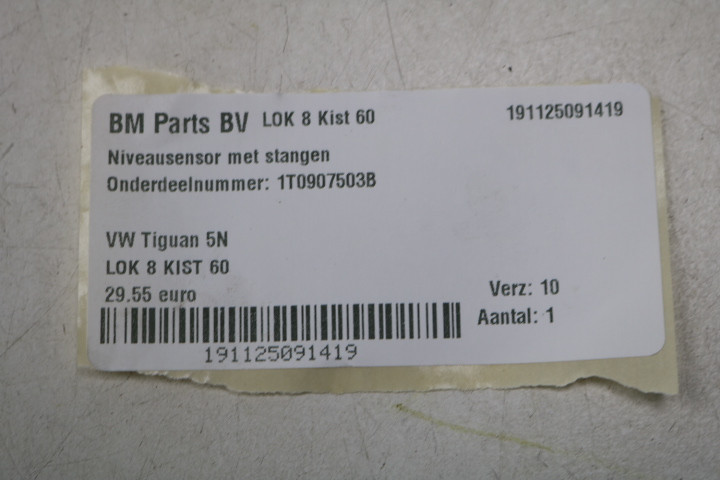 BM Parts BV LOK 8 Kist 60 191125091419
Niveausensor met stangen
Onderdeelnummer: 1T0907503B
VW Tiguan 5N
LOK 8 KIST 60
29.55 euro Verz: 10
Aantal: 1
191125091419